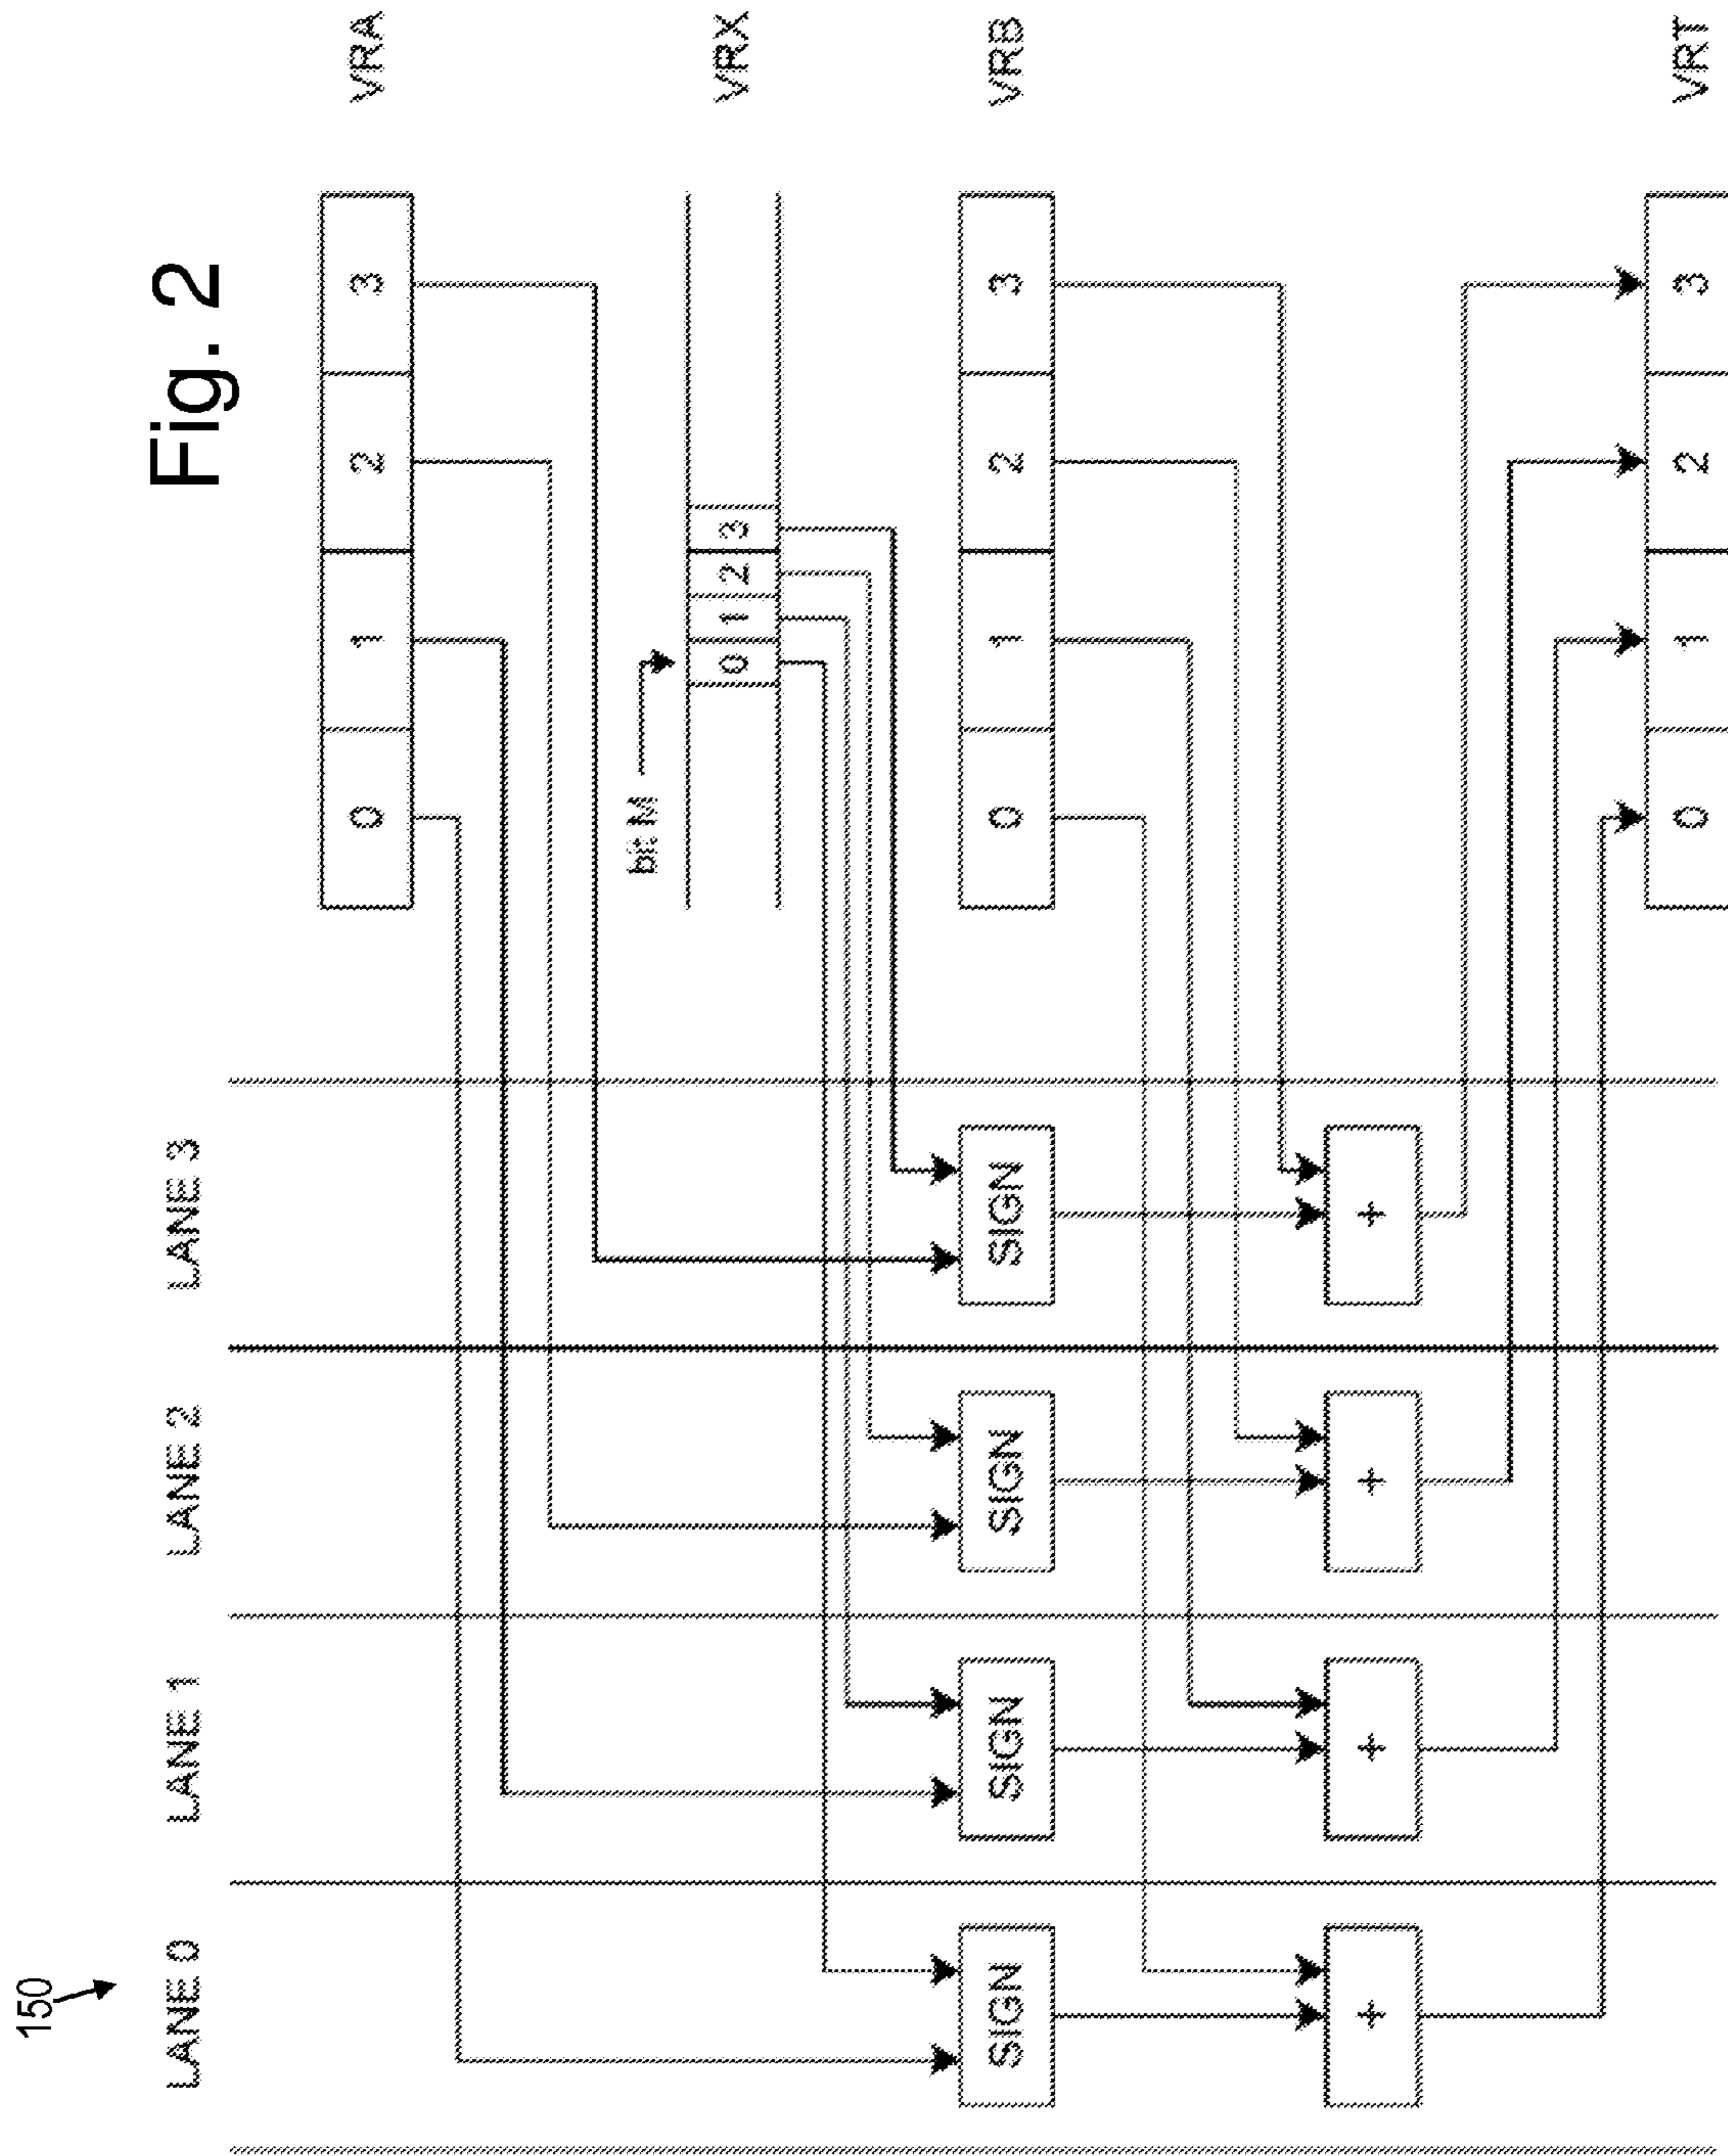 150
Fig. 2
LANE 0 LANE 1 LANE 2 LANE 3
0 1 2 3 VRA
bit M
0 1 2 3 VRX
SIGN SIGN SIGN SIGN 0 1 2 3 VRB
+ + + +
0 1 2 3 VRT